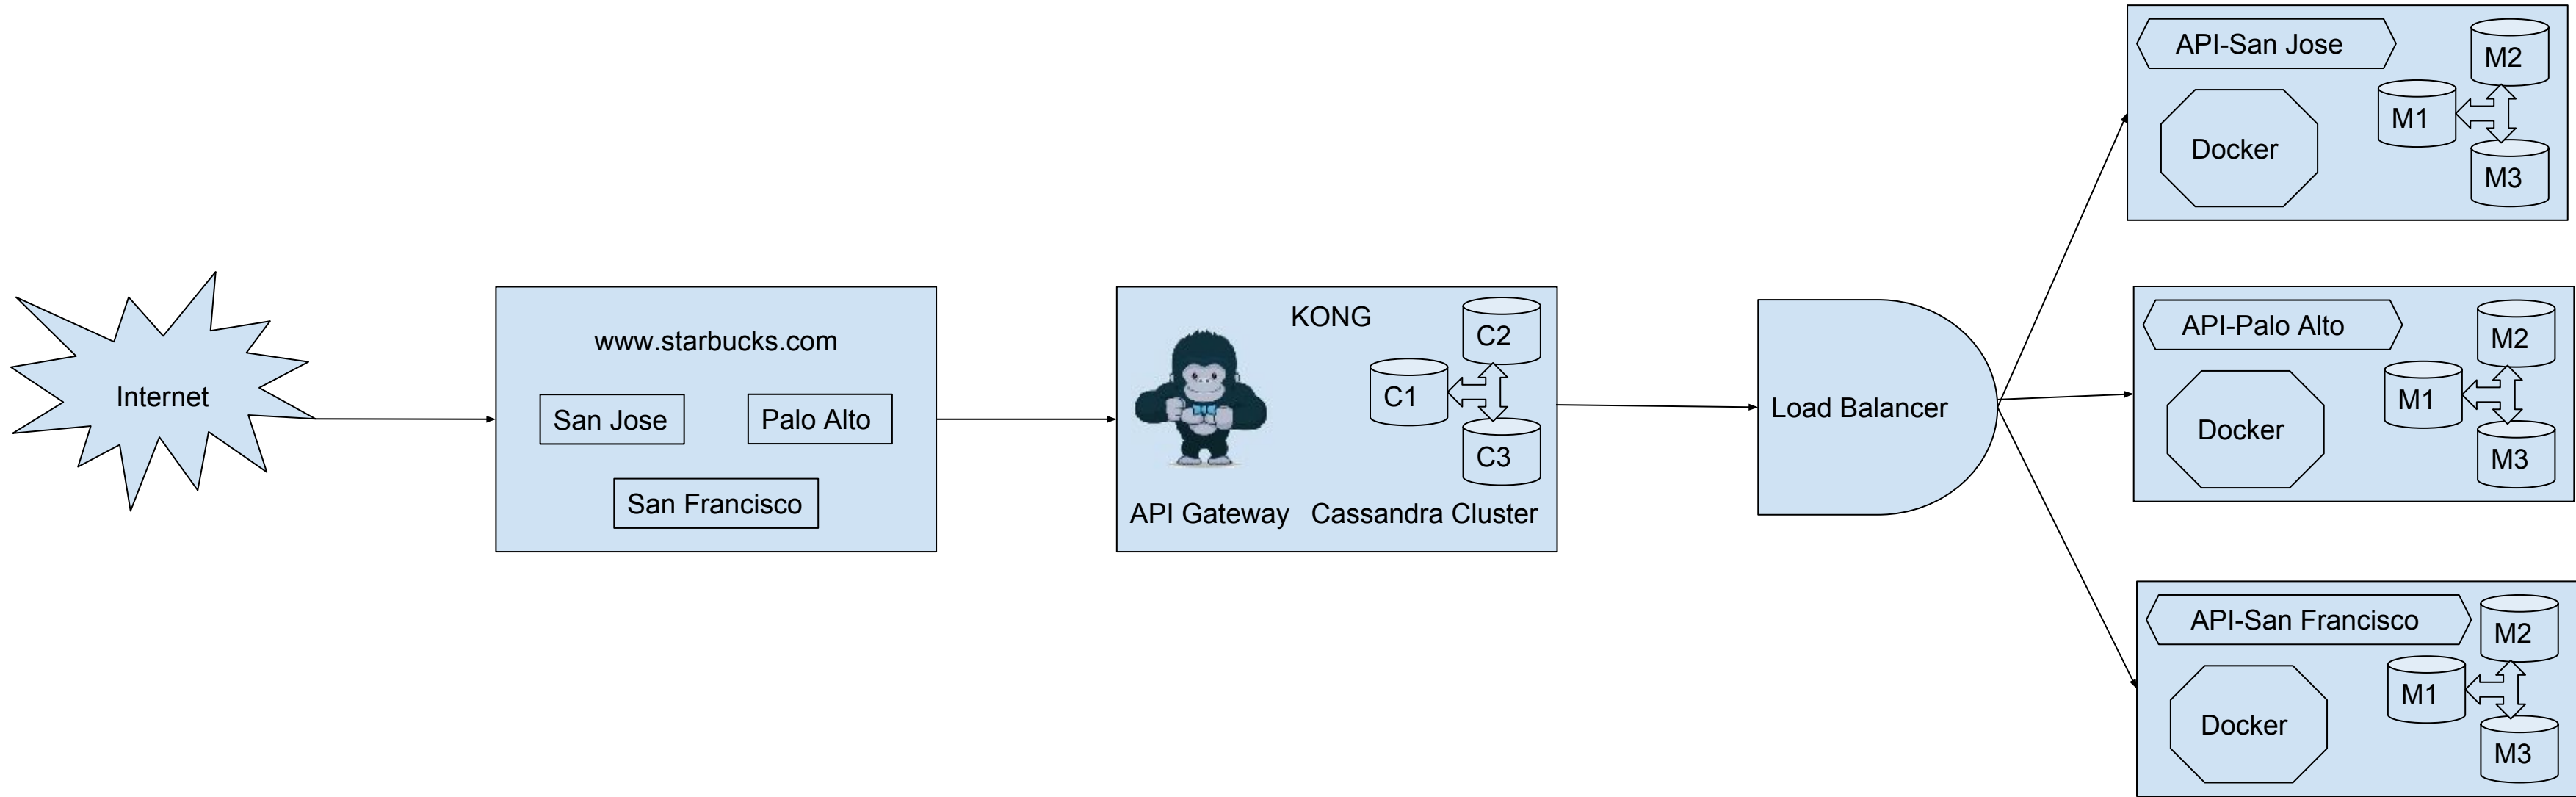 Internet
www.starbucks.com
San Jose
Palo Alto
San Francisco
KONG
C2
C1
C3
API Gateway
Cassandra Cluster
Load Balancer
API-San Jose
M2
M1
Docker
M3
API-Palo Alto
M2
M1
Docker
M3
API-San Francisco
M2
M1
Docker
M3